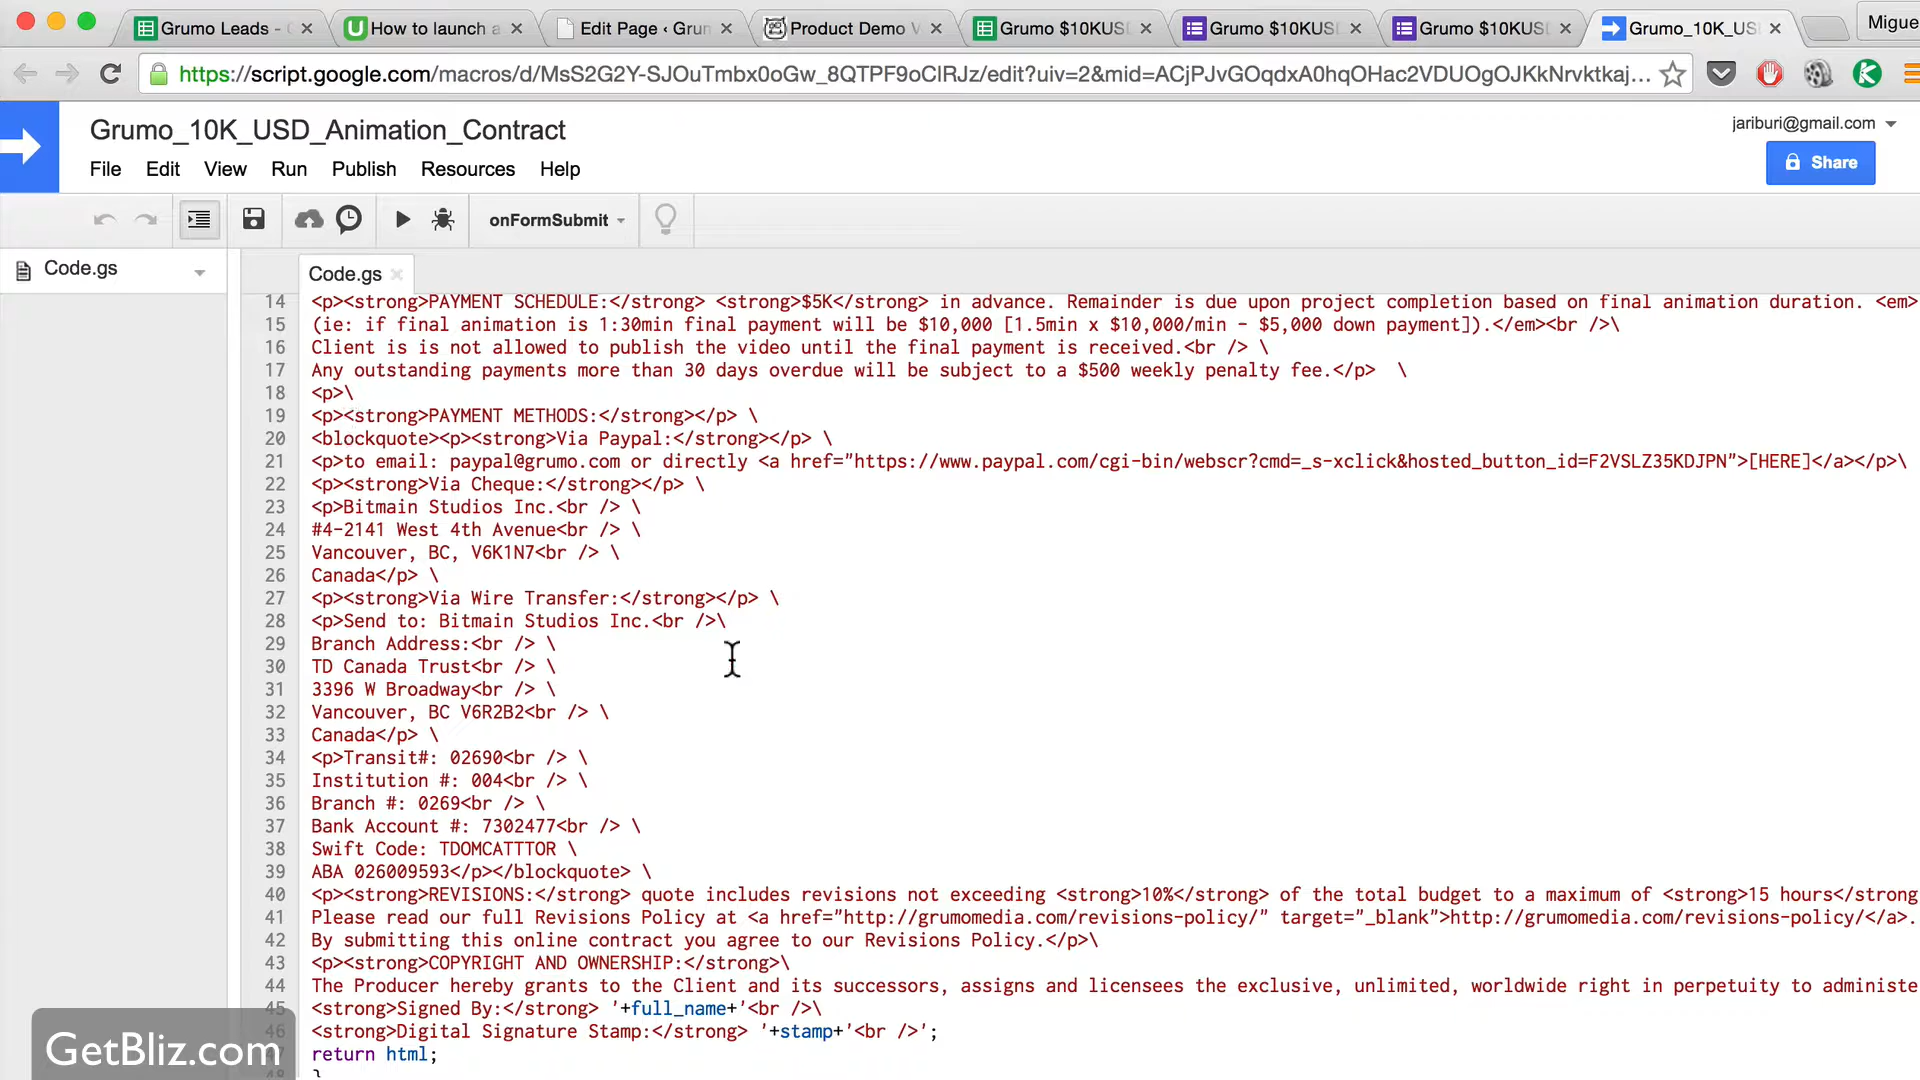 Grumo Leads -
How to launch a
Edit Page ‹ Grun
Product Demo V
Grumo $10KUS
Grumo $10KUS
Grumo $10KUS
Grumo_10K_US
Migue
https://script.google.com/macros/d/MsS2G2Y-SJOuTmbx0oGw_8QTPF9oClRJz/edit?uiv=2&mid=ACjPJvGOqdxA0hqOHac2VDUOgOJKkNrvktkaj...
Grumo_10K_USD_Animation_Contract
jariburi@gmail.com
File Edit View Run Publish Resources Help
Share
onFormSubmit
Code.gs
Code.gs
14 <p><strong>PAYMENT SCHEDULE:</strong> <strong>$5K</strong> in advance. Remainder is due upon project completion based on final animation duration. <em>
15 (ie: if final animation is 1:30min final payment will be $10,000 [1.5min x $10,000/min - $5,000 down payment]).</em><br />\
16 Client is is not allowed to publish the video until the final payment is received.<br /> \
17 Any outstanding payments more than 30 days overdue will be subject to a $500 weekly penalty fee.</p>  \
18 <p>\
19 <p><strong>PAYMENT METHODS:</strong></p> \
20 <blockquote><p><strong>Via Paypal:</strong></p> \
21 <p>to email: paypal@grumo.com or directly <a href="https://www.paypal.com/cgi-bin/webscr?cmd=_s-xclick&hosted_button_id=F2VSLZ35KDJPN">[HERE]</a></p>\
22 <p><strong>Via Cheque:</strong></p> \
23 <p>Bitmain Studios Inc.<br /> \
24 #4-2141 West 4th Avenue<br /> \
25 Vancouver, BC, V6K1N7<br /> \
26 Canada</p> \
27 <p><strong>Via Wire Transfer:</strong></p> \
28 <p>Send to: Bitmain Studios Inc.<br />\
29 Branch Address:<br /> \
30 TD Canada Trust<br /> \
31 3396 W Broadway<br /> \
32 Vancouver, BC V6R2B2<br /> \
33 Canada</p> \
34 <p>Transit#: 02690<br /> \
35 Institution #: 004<br /> \
36 Branch #: 0269<br /> \
37 Bank Account #: 7302477<br /> \
38 Swift Code: TDOMCATTTOR \
39 ABA 026009593</p></blockquote> \
40 <p><strong>REVISIONS:</strong> quote includes revisions not exceeding <strong>10%</strong> of the total budget to a maximum of <strong>15 hours</strong
41 Please read our full Revisions Policy at <a href="http://grumomedia.com/revisions-policy/" target="_blank">http://grumomedia.com/revisions-policy/</a>.
42 By submitting this online contract you agree to our Revisions Policy.</p>\
43 <p><strong>COPYRIGHT AND OWNERSHIP:</strong>\
44 The Producer hereby grants to the Client and its successors, assigns and licensees the exclusive, unlimited, worldwide right in perpetuity to administe
45 <strong>Signed By:</strong> '+full_name+'<br />\
46 <strong>Digital Signature Stamp:</strong> '+stamp+'<br />';
47 return html;
48 }
GetBliz.com